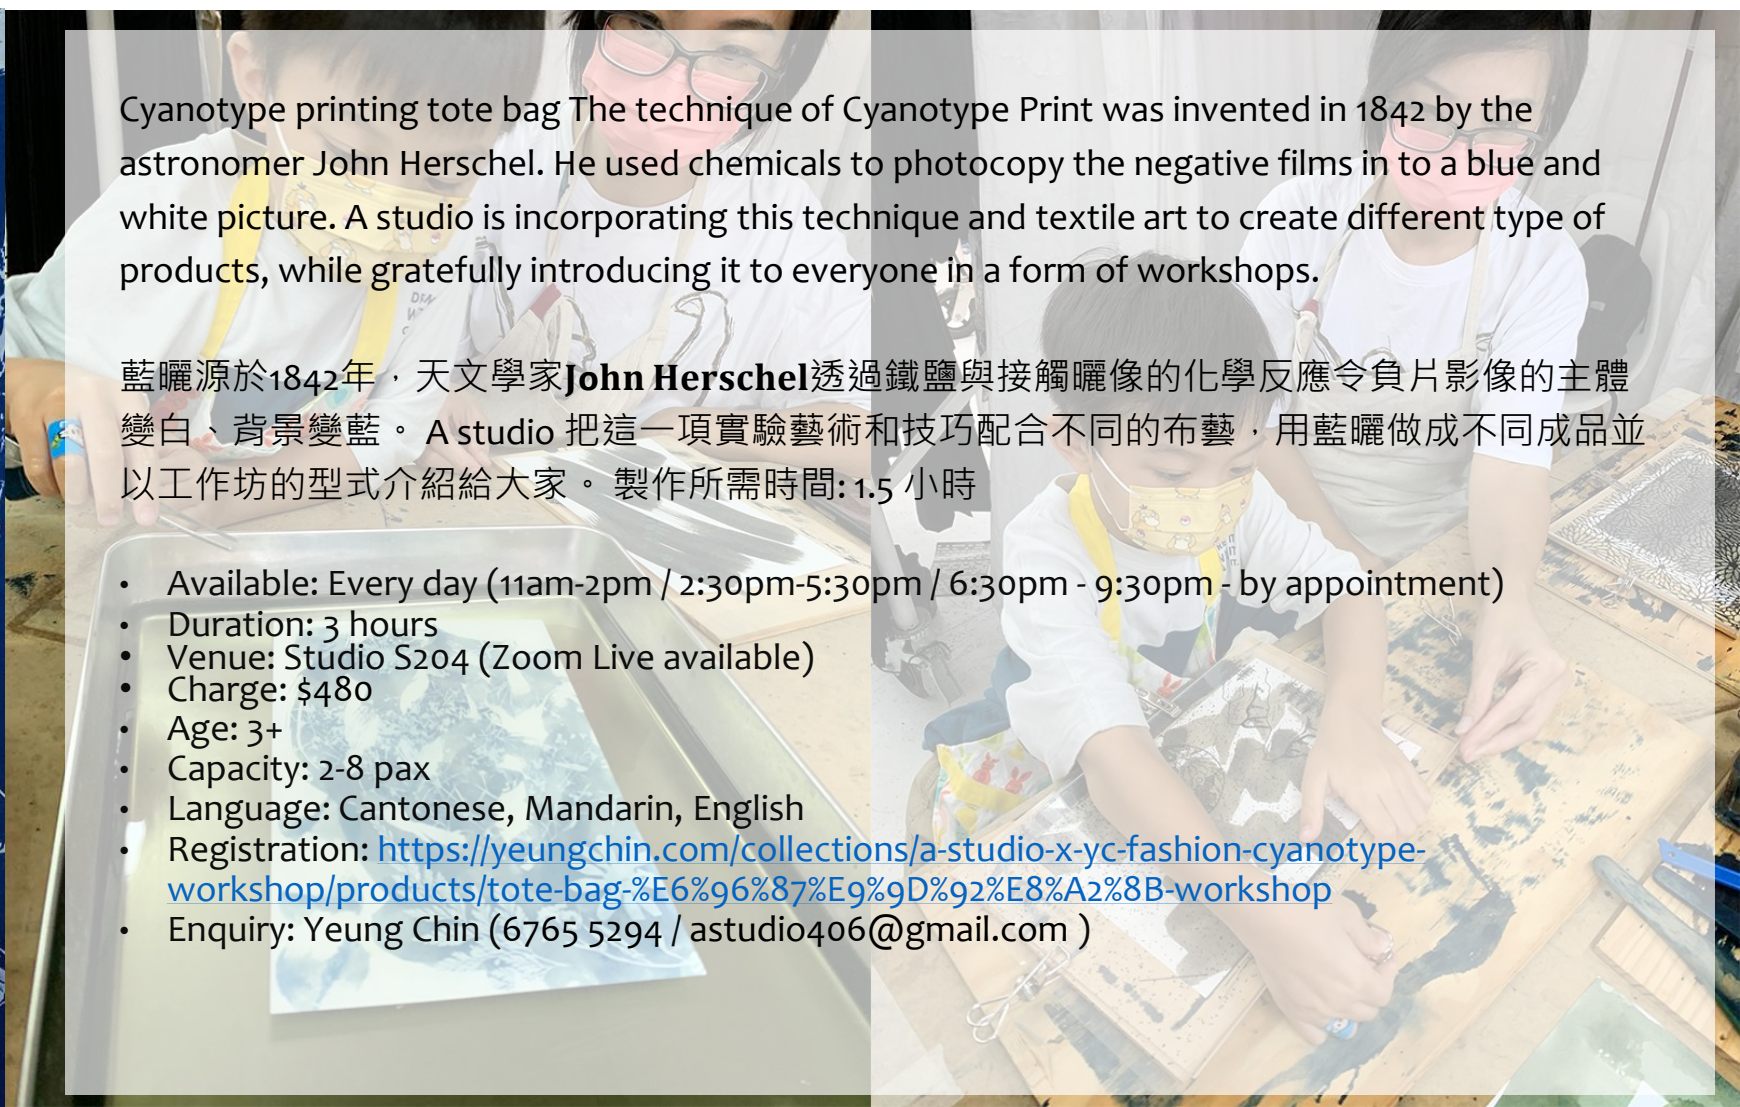 Cyanotype printing tote bag The technique of Cyanotype Print was invented in 1842 by the
astronomer John Herschel. He used chemicals to photocopy the negative films in to a blue and
white picture. A studio is incorporating this technique and textile art to create different type of
products, while gratefully introducing it to everyone in a form of workshops.
藍曬源於1842年，天文學家John Herschel透過鐵鹽與接觸曬像的化學反應令負片影像的主體
變白、背景變藍。 A studio 把這一項實驗藝術和技巧配合不同的布藝，用藍曬做成不同成品並
以工作坊的型式介紹給大家。 製作所需時間: 1.5 小時
• Available: Every day (11am-2pm / 2:30pm-5:30pm / 6:30pm - 9:30pm - by appointment)
• Duration: 3 hours
• Venue: Studio S204 (Zoom Live available)
• Charge: $480
• Age: 3+
• Capacity: 2-8 pax
• Language: Cantonese, Mandarin, English
• Registration: https://yeungchin.com/collections/a-studio-x-yc-fashion-cyanotype-
workshop/products/tote-bag-%E6%96%87%E9%9D%92%E8%A2%8B-workshop
• Enquiry: Yeung Chin (6765 5294 / astudio406@gmail.com )